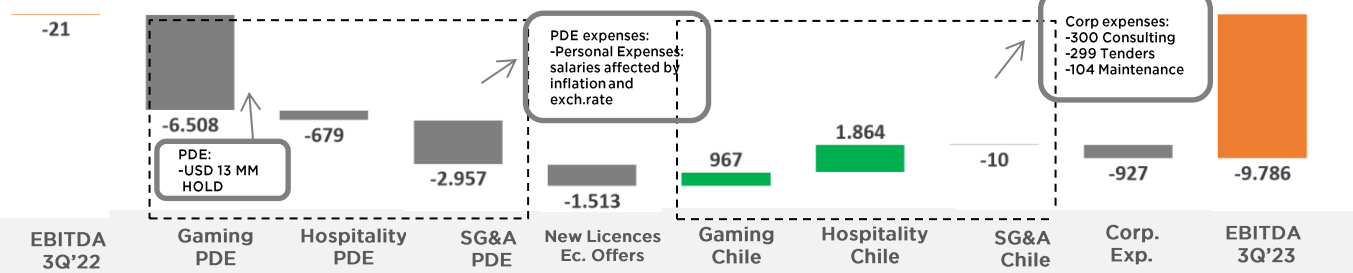 -21
-6.508
PDE:
-USD 13 MM
HOLD
-679
-2.957
PDE expenses:
-Personal Expenses:
salaries affected by
inflation and
exch.rate
-1.513
967
1.864
-10
Corp expenses:
-300 Consulting
-299 Tenders
-104 Maintenance
-927
-9.786
EBITDA
3Q'22
Gaming
PDE
Hospitality
PDE
SG&A
PDE
New Licences
Ec. Offers
Gaming
Chile
Hospitality
Chile
SG&A
Chile
Corp.
Exp.
EBITDA
3Q'23